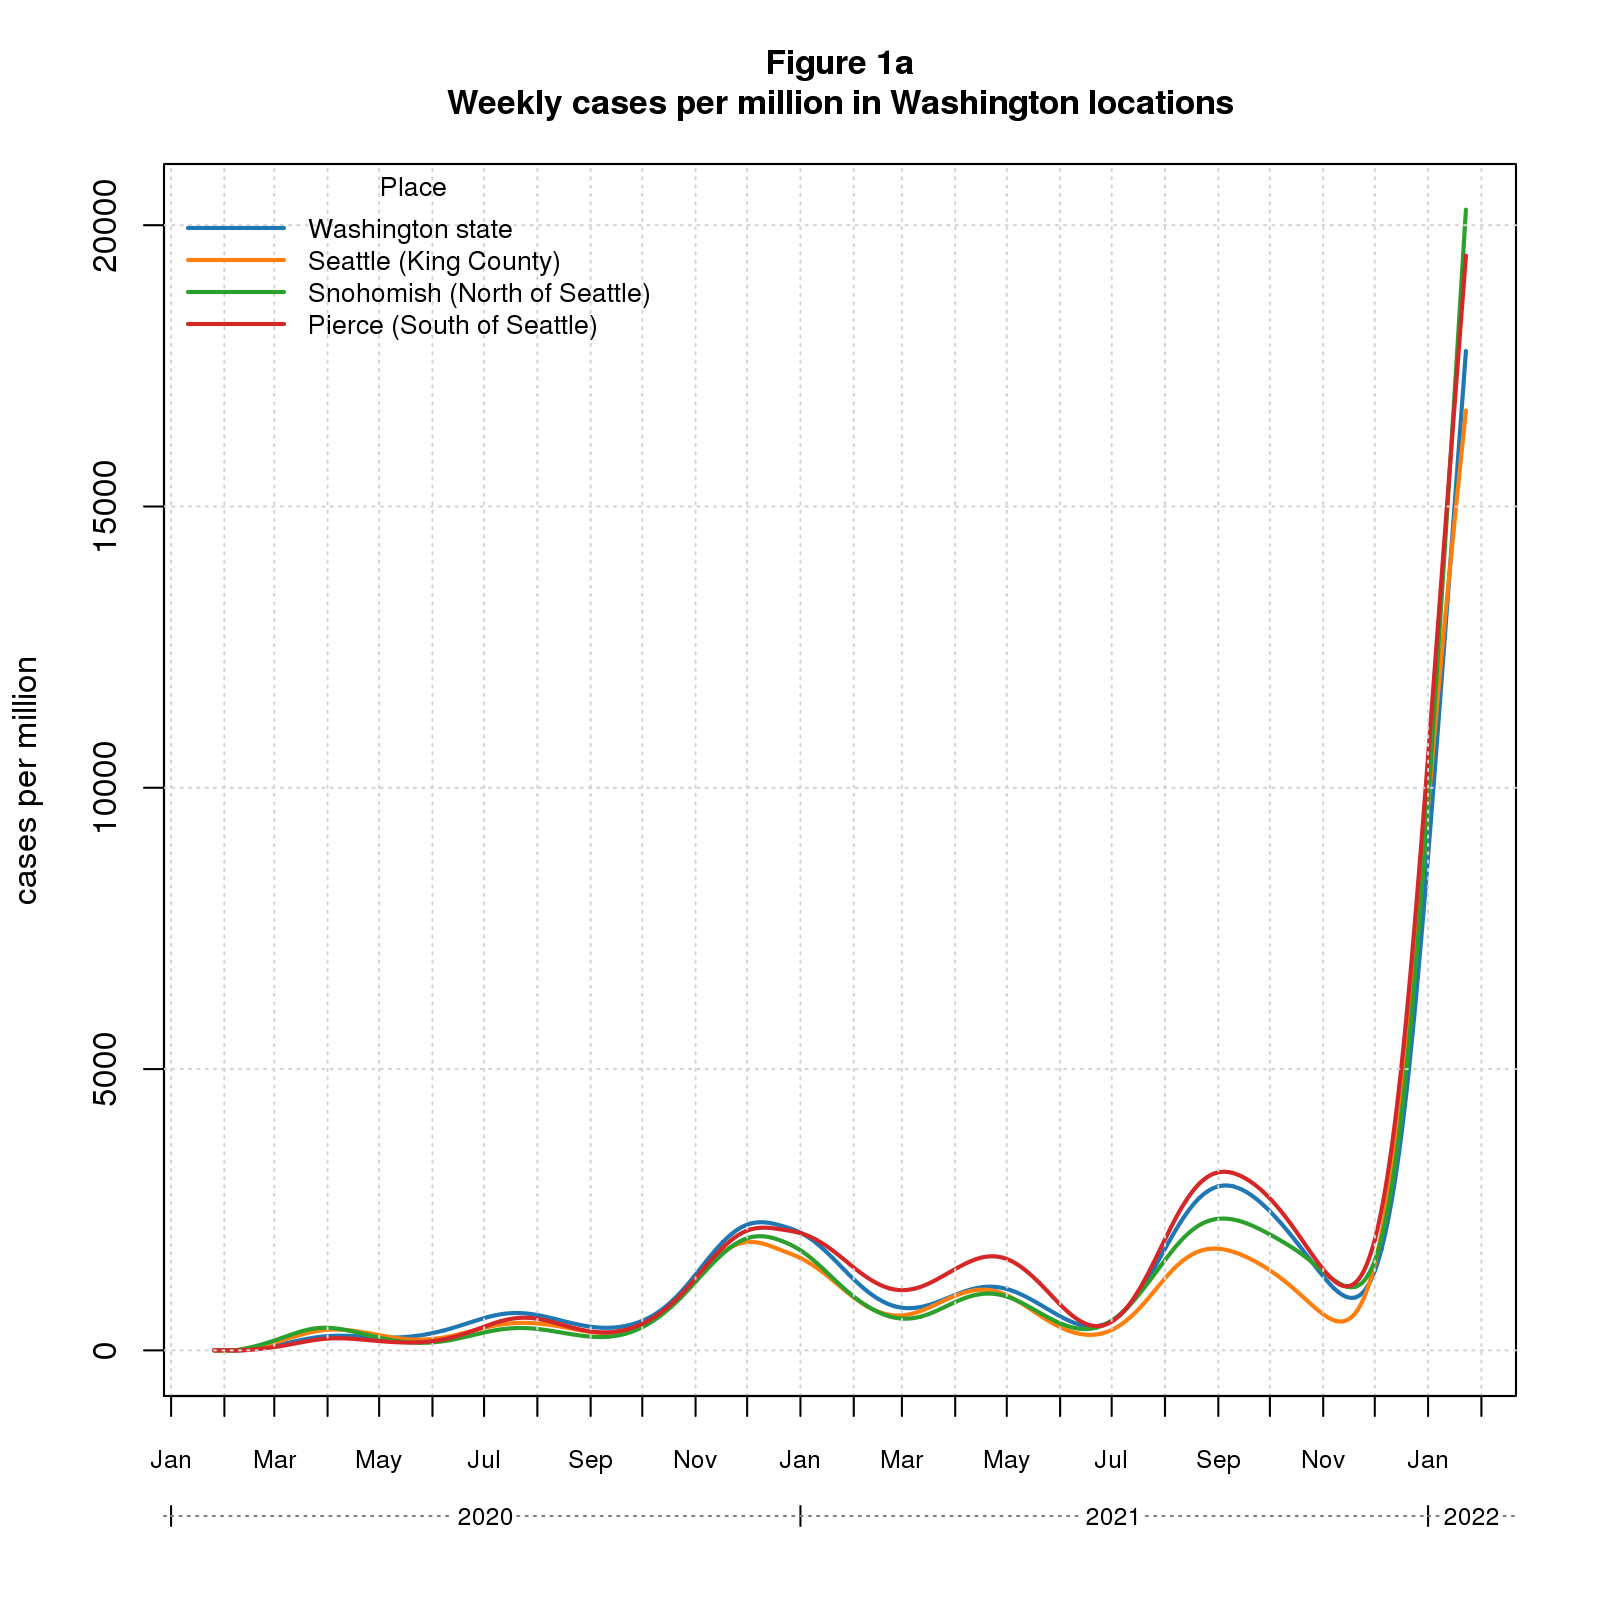 Figure 1a
Weekly cases per million in Washington locations
Place
Washington state
Seattle (King County)
Snohomish (North of Seattle)
Pierce (South of Seattle)
cases per million
20000
15000
10000
5000
0
Jan Mar May Jul Sep Nov Jan Mar May Jul Sep Nov Jan
2020 2021 2022